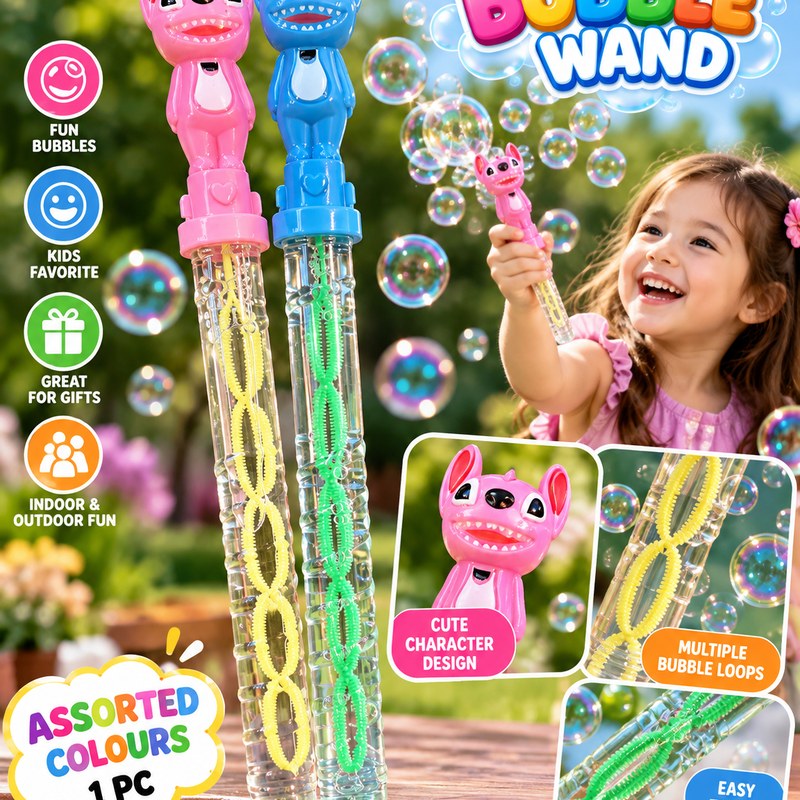 BUBBLE
WAND
FUN
BUBBLES
KIDS
FAVORITE
GREAT
FOR GIFTS
INDOOR &
OUTDOOR FUN
CUTE
CHARACTER
DESIGN
MULTIPLE
BUBBLE LOOPS
ASSORTED
COLOURS
1 PC
EASY